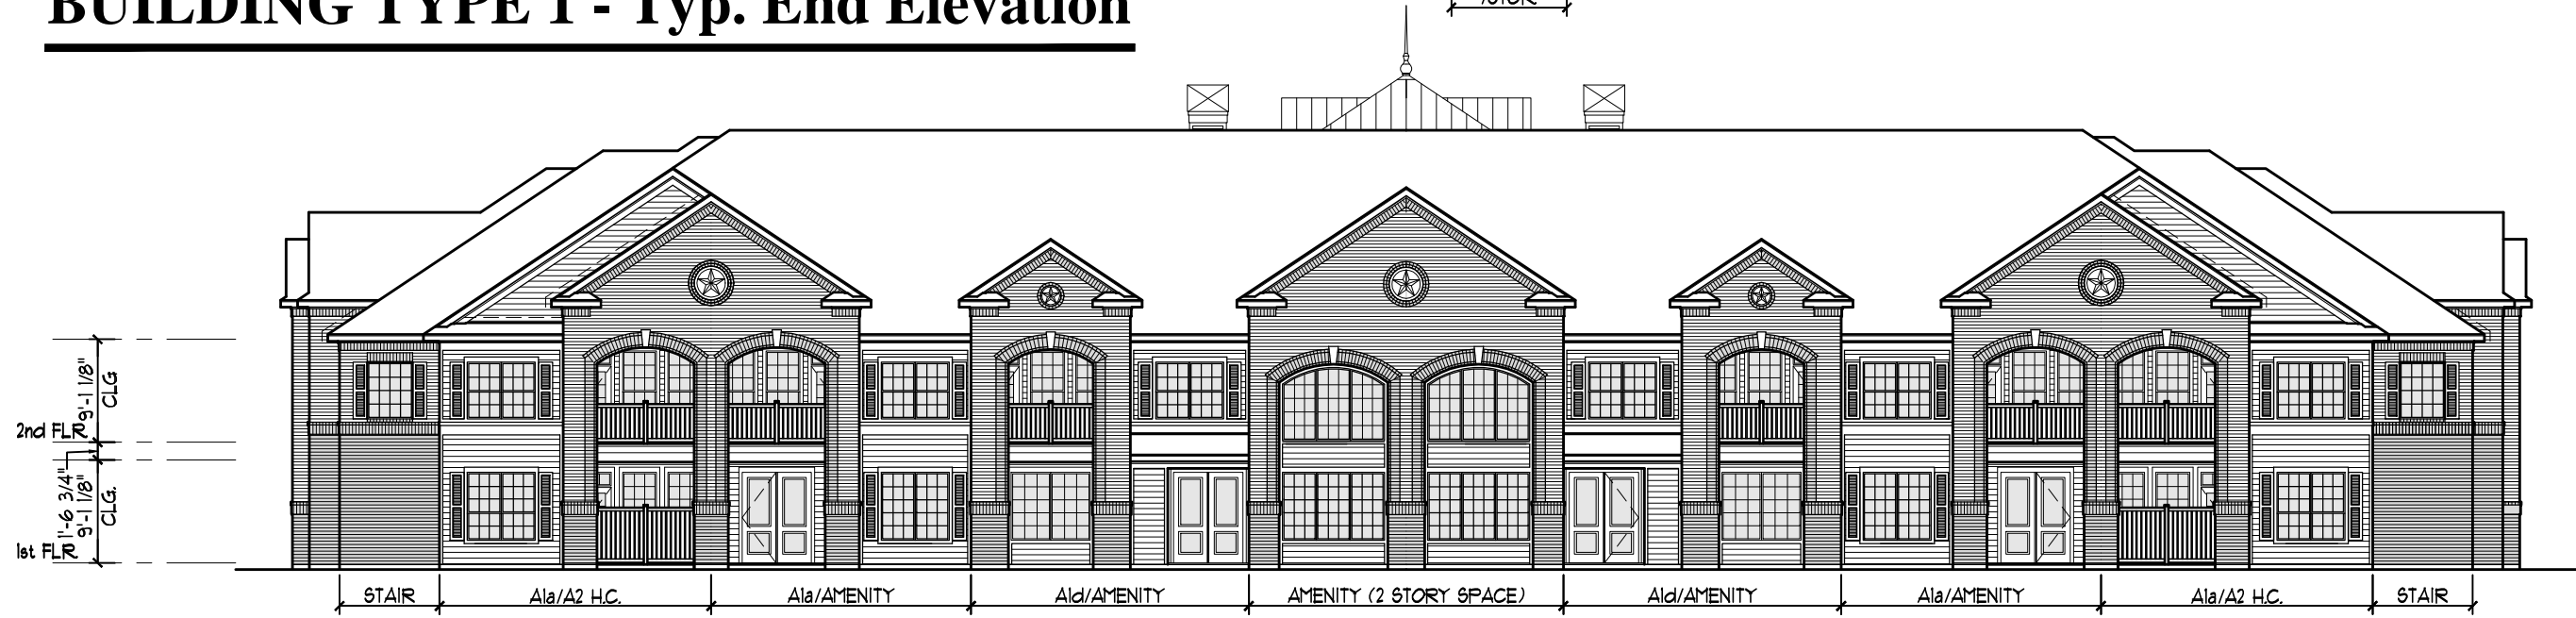 BUILDING TYPE 1 - Typ. End Elevation
9'-1 1/8"
CLG
2nd FLR
1'-6 3/4"
9'-1 1/8"
CLG.
1st FLR
STAIR A1a/A2 H.C. A1a/AMENITY A1d/AMENITY AMENITY (2 STORY SPACE) A1d/AMENITY A1a/AMENITY A1a/A2 H.C. STAIR